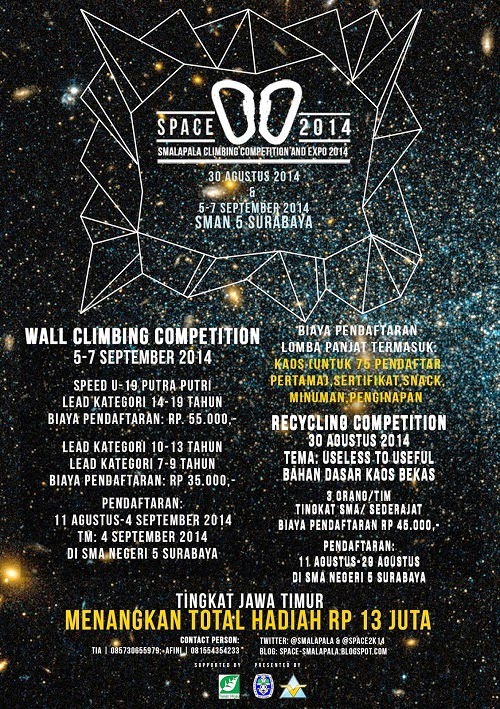 SPACE 2014
SMALAPALA CLIMBING COMPETITION AND EXPO 2014
30 AGUSTUS 2014
&
5-7 SEPTEMBER 2014
SMAN 5 SURABAYA
WALL CLIMBING COMPETITION
5-7 SEPTEMBER 2014
SPEED U-19 PUTRA PUTRI
LEAD KATEGORI 14-19 TAHUN
BIAYA PENDAFTARAN: RP. 55.000,-
LEAD KATEGORI 10-13 TAHUN
LEAD KATEGORI 7-9 TAHUN
BIAYA PENDAFTARAN: RP 35.000,-
PENDAFTARAN:
11 AGUSTUS-4 SEPTEMBER 2014
TM: 4 SEPTEMBER 2014
DI SMA NEGERI 5 SURABAYA
BIAYA PENDAFTARAN
LOMBA PANJAT TERMASUK:
KAOS (UNTUK 75 PENDAFTAR
PERTAMA),SERTIFIKAT,SNACK,
MINUMAN,PENGINAPAN
RECYCLING COMPETITION
30 AGUSTUS 2014
TEMA: USELESS TO USEFUL
BAHAN DASAR KAOS BEKAS
3 ORANG/TIM
TINGKAT SMA/ SEDERAJAT
BIAYA PENDAFTARAN RP 45.000,-
PENDAFTARAN:
11 AGUSTUS-29 AGUSTUS
DI SMA NEGERI 5 SURABAYA
TINGKAT JAWA TIMUR
MENANGKAN TOTAL HADIAH RP 13 JUTA
CONTACT PERSON:
TIA | 085730655979; AFINI | 081554354233
TWITTER: @SMALAPALA & @SPACE2K14
BLOG: SPACE-SMALAPALA.BLOGSPOT.COM
SUPPORTED BY
PRESENTED BY